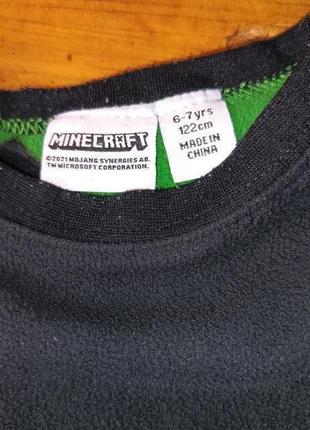 MINECRAFT
©2021 MOJANG SYNERGIES AB.
TM MICROSOFT CORPORATION.
6-7yrs
122cm
MADE IN
CHINA